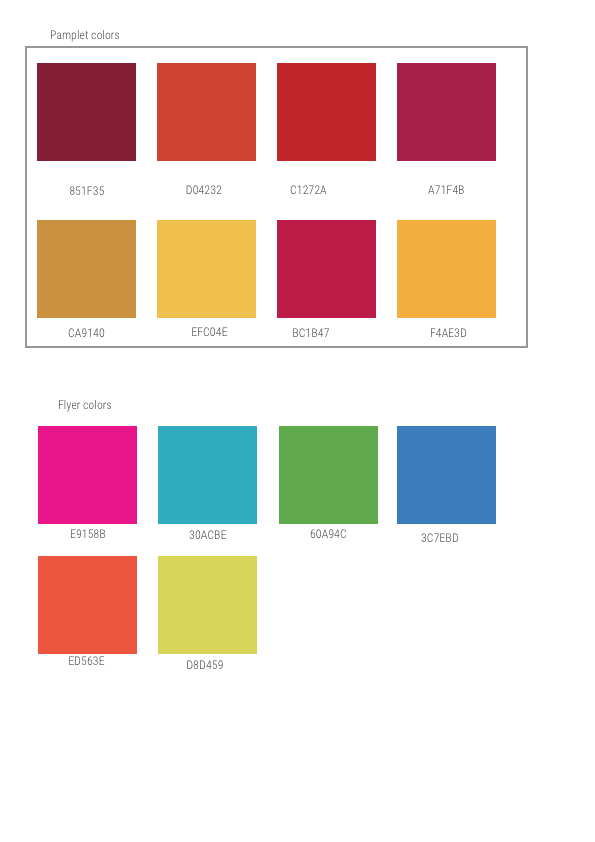 Pamplet colors
851F35
D04232
C1272A
A71F4B
CA9140
EFC04E
BC1B47
F4AE3D
Flyer colors
E9158B
30ACBE
60A94C
3C7EBD
ED563E
D8D459